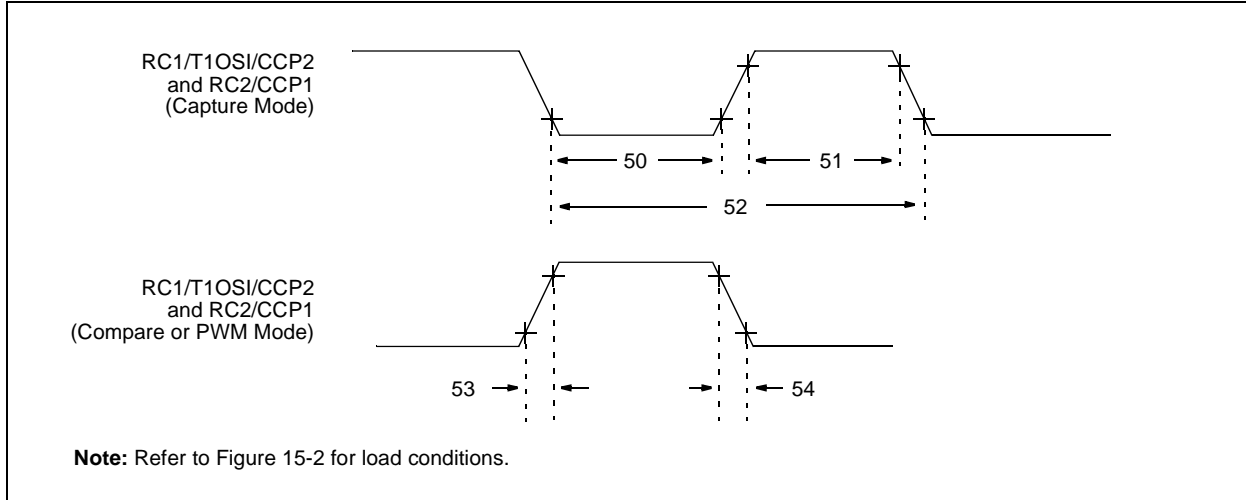 RC1/T1OSI/CCP2
and RC2/CCP1
(Capture Mode)
50
51
52
RC1/T1OSI/CCP2
and RC2/CCP1
(Compare or PWM Mode)
53
54
Note: Refer to Figure 15-2 for load conditions.